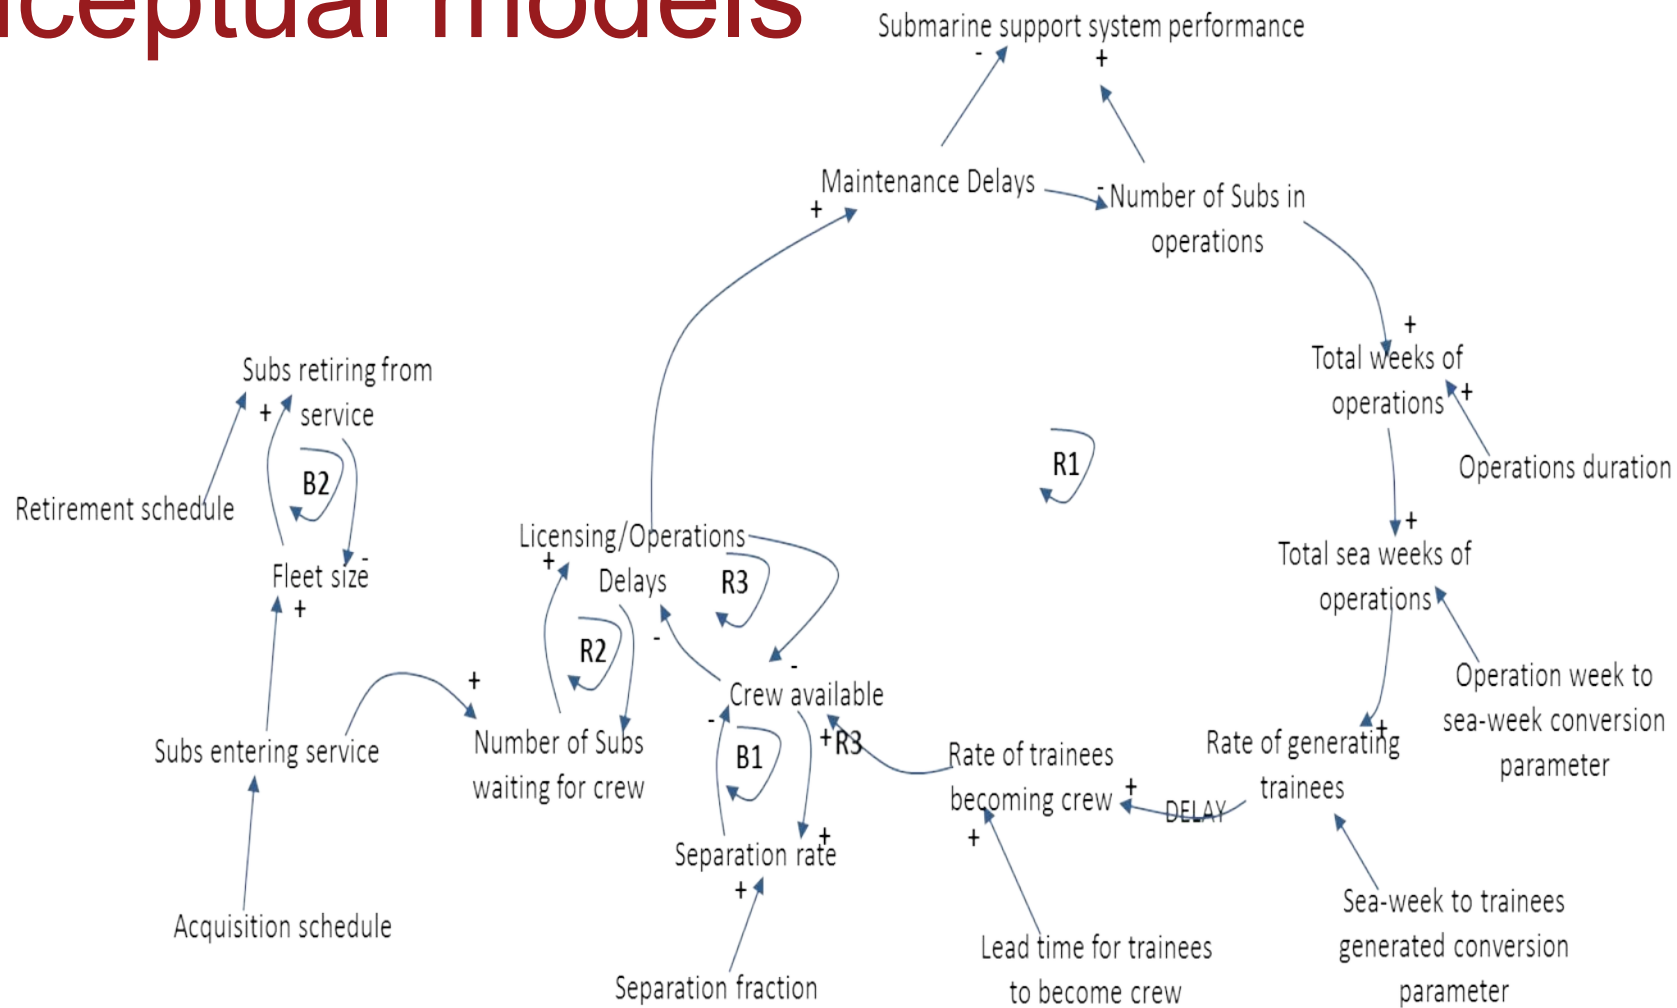 ceptual models
Submarine support system performance
-
+
Maintenance Delays
+
-
Number of Subs in
operations
+
Total weeks of
operations
+
Operations duration
Subs retiring from
service
+
B2
Retirement schedule
-
Fleet size
+
R1
Licensing/Operations
Delays
+
R3
-
R2
+
Total sea weeks of
operations
Operation week to
sea-week conversion
parameter
-
Crew available
-
+R3
B1
+
Subs entering service
Number of Subs
waiting for crew
Rate of trainees
becoming crew
+
DELAY
+
Rate of generating
trainees
+
Separation rate
+
+
Acquisition schedule
Separation fraction
Lead time for trainees
to become crew
Sea-week to trainees
generated conversion
parameter